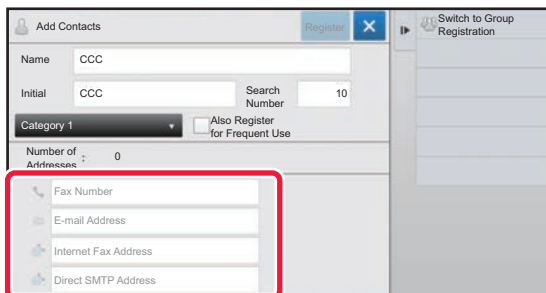 Add Contacts
Register
Switch to Group
Registration
Name
CCC
Initial
CCC
Search
Number
10
Category 1
Also Register
for Frequent Use
Number of
Addresses
:
0
Fax Number
E-mail Address
Internet Fax Address
Direct SMTP Address